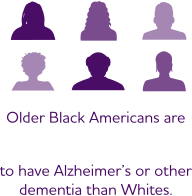 Older Black Americans are
to have Alzheimer's or other
dementia than Whites.